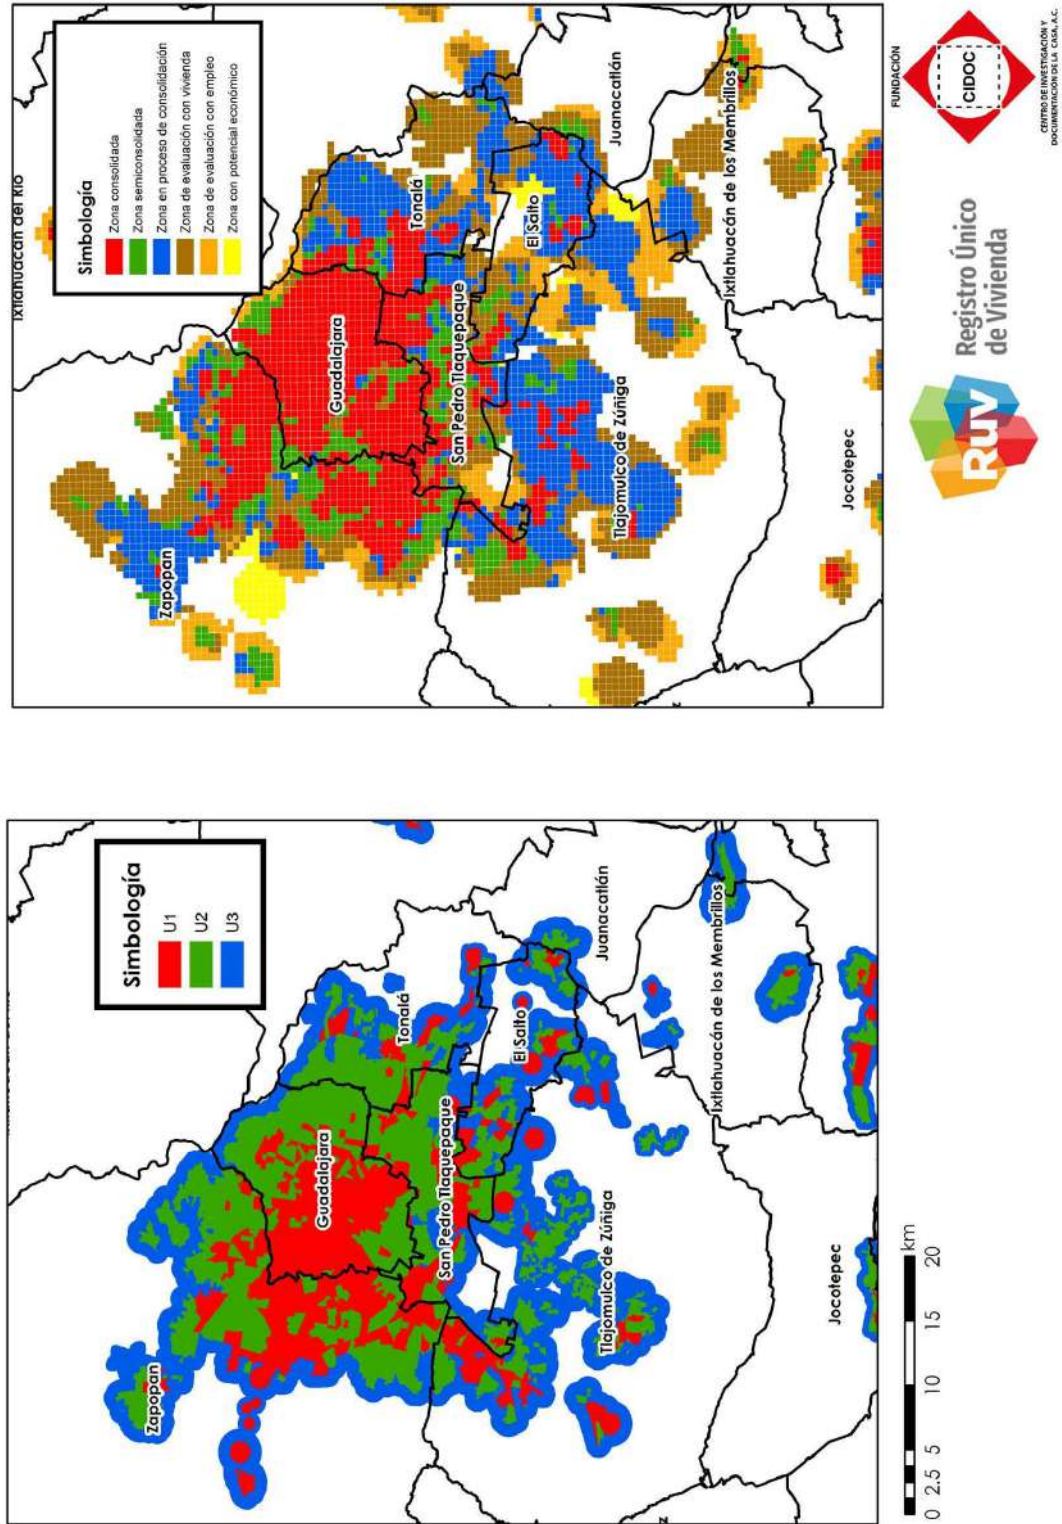 Simbología
U1
U2
U3
Zapopan
Tonalá
Guadalajara
San Pedro Tlaquepaque
El Salto
Juanacatlán
Tlajomulco de Zúñiga
Ixtlahuacán de los Membrillos
Jocotepec
0 2.5 5 10 15 20
km
Ixtlahuacán del Río
Simbología
Zona consolidada
Zona semiconsolidada
Zona en proceso de consolidación
Zona de evaluación con vivienda
Zona de evaluación con empleo
Zona con potencial económico
Zapopan
Tonalá
Guadalajara
San Pedro Tlaquepaque
El Salto
Juanacatlán
Tlajomulco de Zúñiga
Ixtlahuacán de los Membrillos
Jocotepec
Ruv
Registro Único
de Vivienda
FUNDACIÓN
CIDOC
CENTRO DE INVESTIGACIÓN Y
DOCUMENTACIÓN DE LA CASA, A.C.